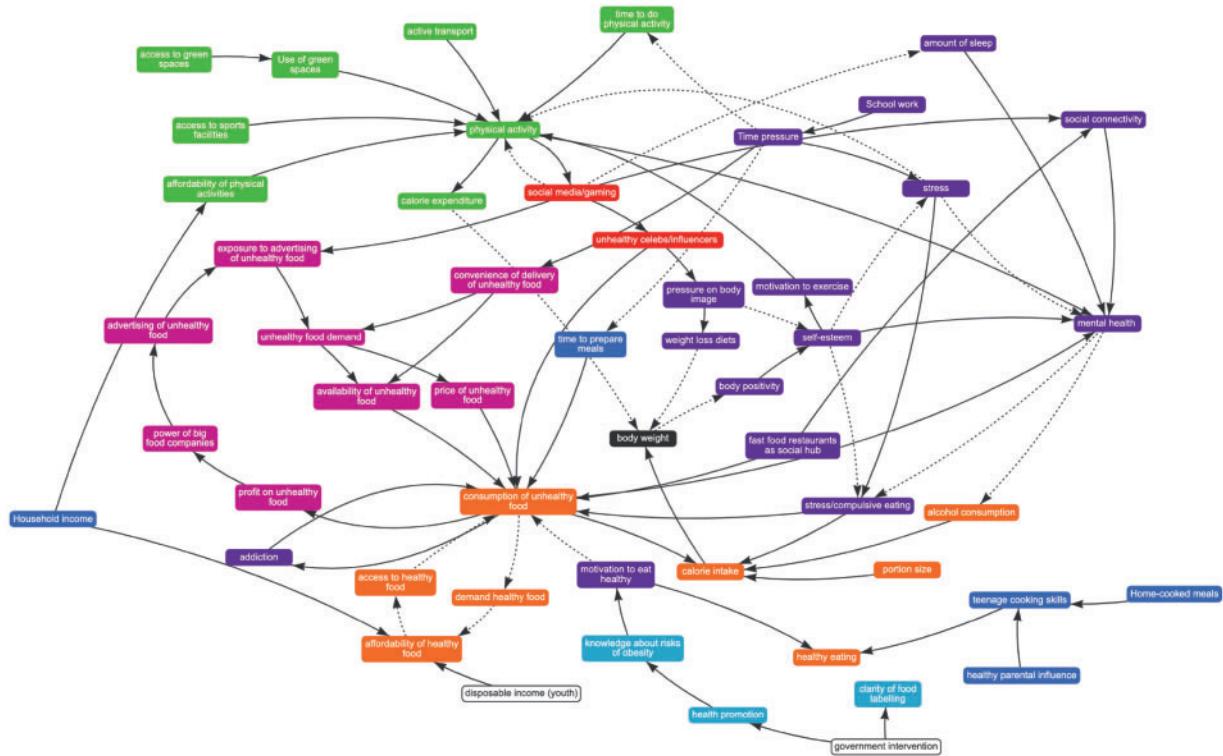 time to do
physical activity
active transport
amount of sleep
access to green
spaces
Use of green
spaces
School work
social connectivity
access to sports
facilities
physical activity
Time pressure
affordability of physical
activities
calorie expenditure
social media/gaming
stress
unhealthy celebs/influencers
exposure to advertising
of unhealthy food
convenience of delivery
of unhealthy food
pressure on body
image
motivation to exercise
advertising of unhealthy
food
unhealthy food demand
time to prepare
meals
weight loss diets
self-esteem
mental health
availability of unhealthy
food
price of unhealthy
food
body positivity
power of big
food companies
body weight
fast food restaurants
as social hub
profit on unhealthy
food
consumption of unhealthy
food
stress/compulsive eating
alcohol consumption
Household income
addiction
access to healthy
food
demand healthy food
motivation to eat
healthy
calorie intake
portion size
teenage cooking skills
Home-cooked meals
affordability of healthy
food
knowledge about risks
of obesity
healthy eating
healthy parental influence
disposable income (youth)
clarity of food
labelling
health promotion
government intervention